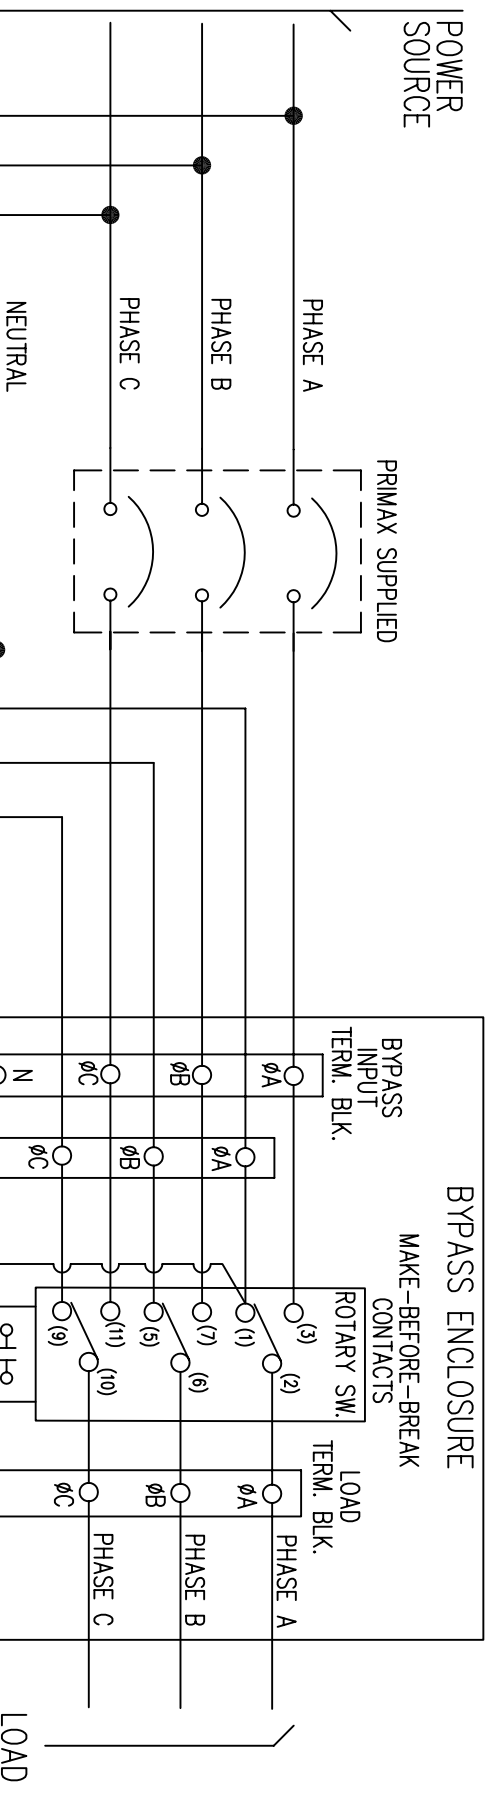 POWER
SOURCE
PHASE A
PHASE B
PHASE C
NEUTRAL
PRIMAX SUPPLIED
BYPASS ENCLOSURE
BYPASS
INPUT
TERM. BLK.
ØA
ØB
ØC
N
ØA
ØB
ØC
MAKE-BEFORE-BREAK
CONTACTS
ROTARY SW.
(3)
(2)
(1)
(7)
(6)
(5)
(11)
(10)
(9)
LOAD
TERM. BLK.
ØA
ØB
ØC
PHASE A
PHASE B
PHASE C
LOAD